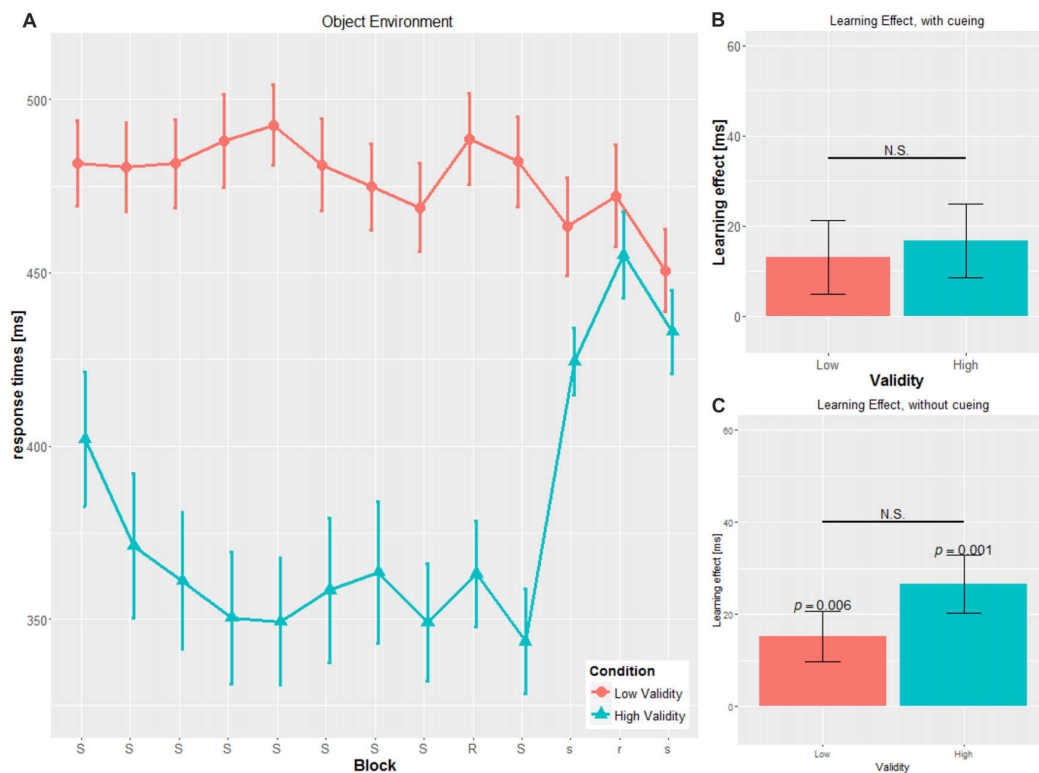 A
Object Environment
500
450
400
350
response times [ms]
S S S S S S S S R S s r s
Block
Condition
Low Validity
High Validity
B
Learning Effect, with cueing
60
40
20
0
Learning effect [ms]
N.S.
Low High
Validity
C
Learning Effect, without cueing
60
40
20
0
Learning effect [ms]
N.S.
p = 0.001
p = 0.006
Low High
Validity